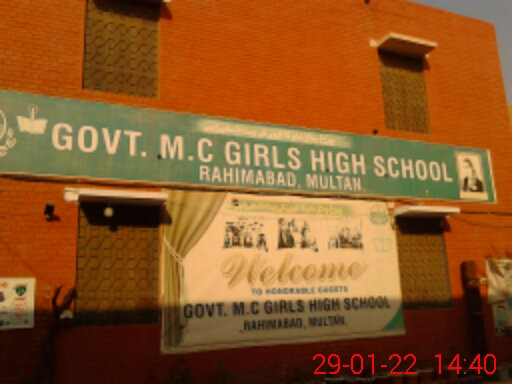 GOVT. M.C GIRLS HIGH SCHOOL
RAHIMABAD, MULTAN.
Welcome
TO HONORABLE GUESTS
GOVT. M.C GIRLS HIGH SCHOOL
RAHIMABAD, MULTAN.
29-01-22 14:40